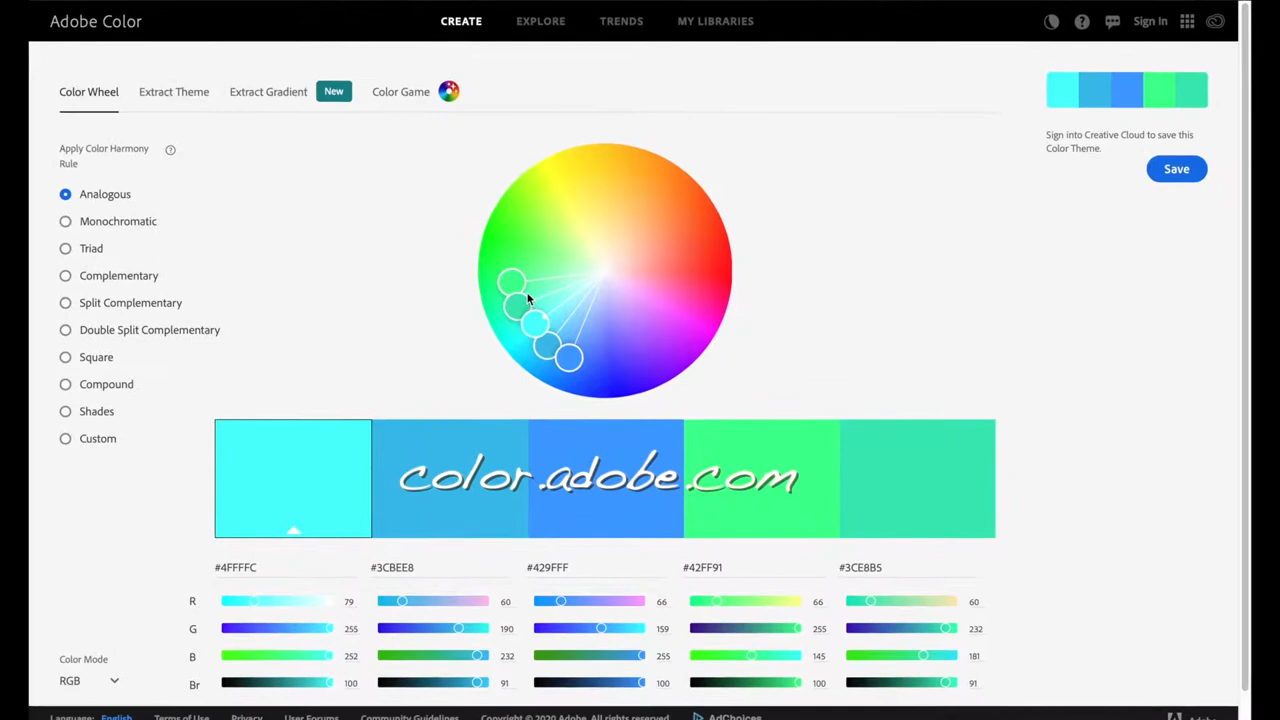 Adobe Color CREATE EXPLORE TRENDS MY LIBRARIES Sign In
Color Wheel Extract Theme Extract Gradient New Color Game
Sign into Creative Cloud to save this
Color Theme.
Save
Apply Color Harmony
Rule
Analogous
Monochromatic
Triad
Complementary
Split Complementary
Double Split Complementary
Square
Compound
Shades
Custom
color.adobe.com
#4FFFFC #3CBEE8 #429FFF #42FF91 #3CE8B5
R 79 60 66 66 60
G 255 190 159 255 232
B 252 232 255 145 181
Br 100 91 100 100 91
Color Mode
RGB
Language: English Terms of Use Privacy User Forums Community Guidelines Copyright © 2020 Adobe. All rights reserved. AdChoices Adobe